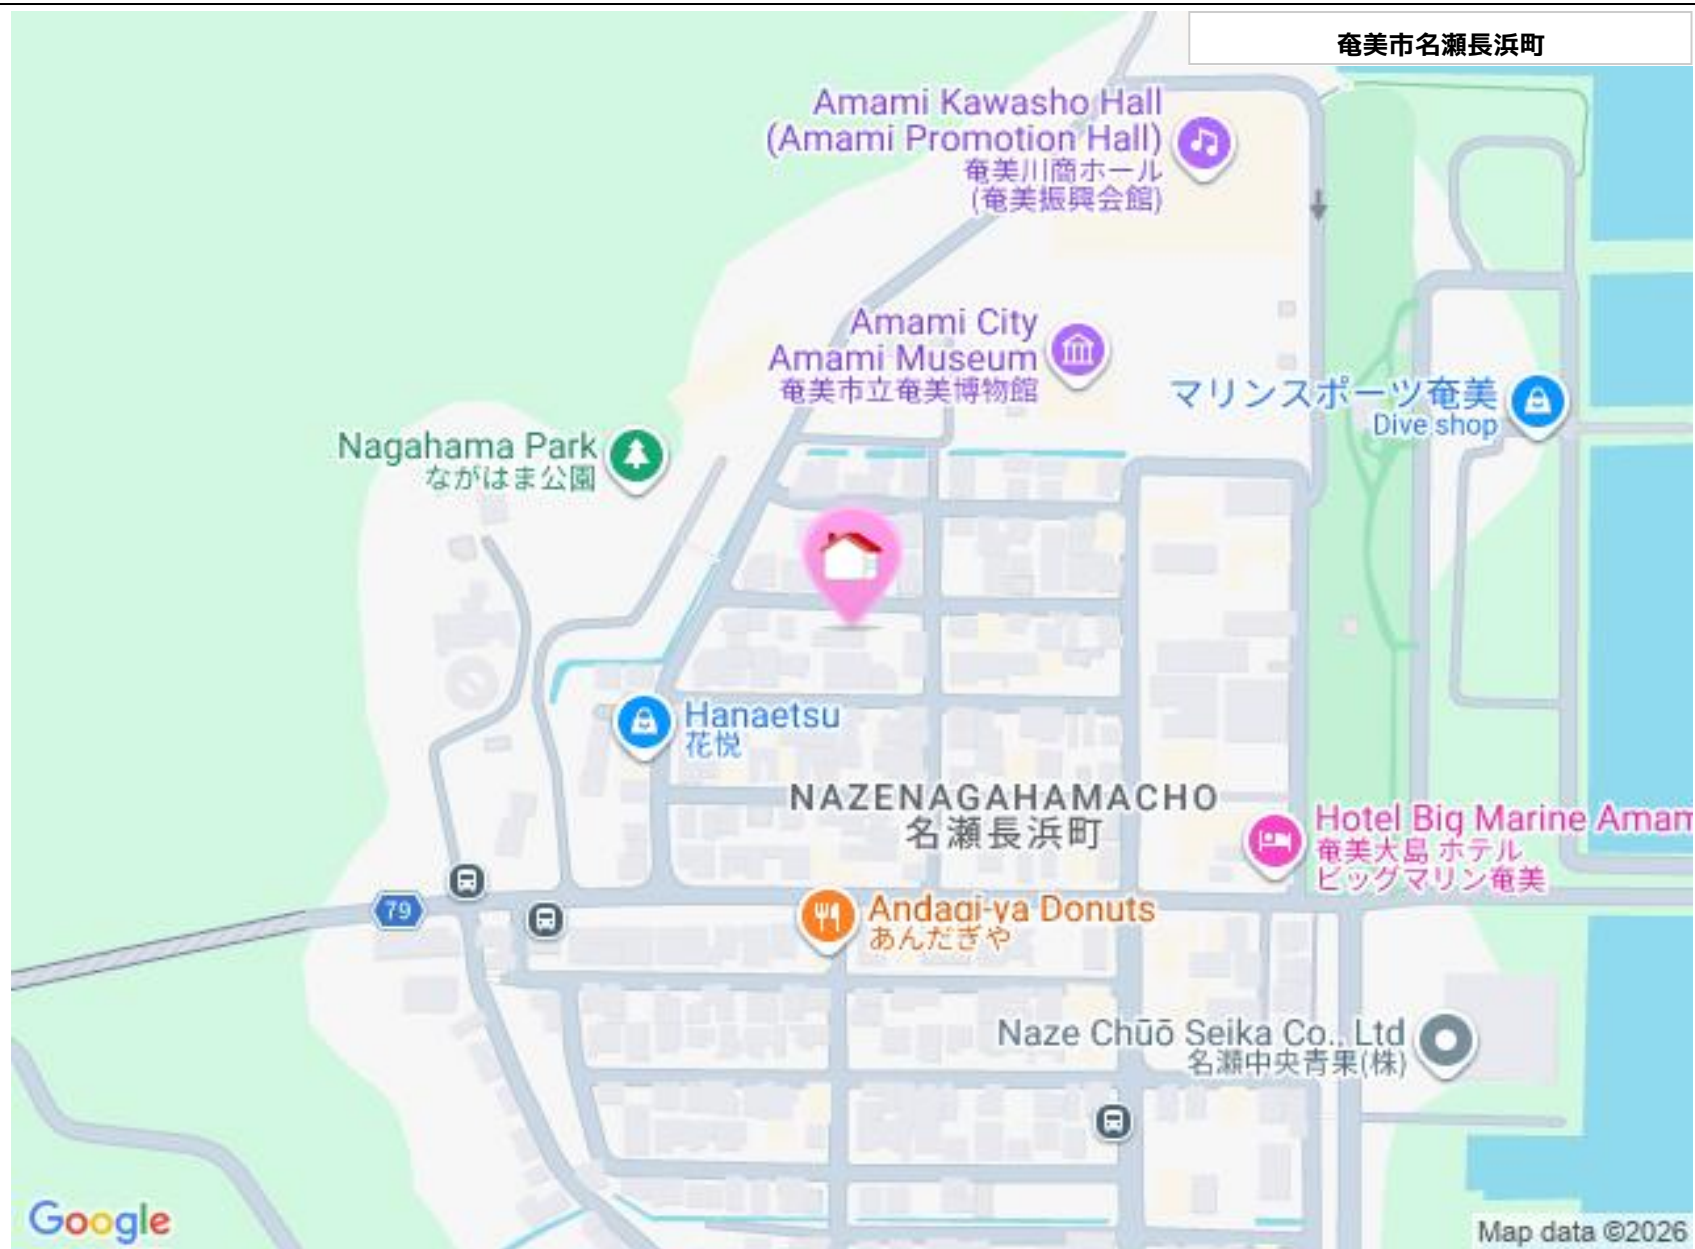 奄美市名瀬長浜町
Amami Kawasho Hall
(Amami Promotion Hall)
奄美川商ホール
(奄美振興会館)
Amami City
Amami Museum
奄美市立奄美博物館
マリンスポーツ奄美
Dive shop
Nagahama Park
ながはま公園
Hanaetsu
花悦
NAZENAGAHAMACHO
名瀬長浜町
Hotel Big Marine Amam
奄美大島 ホテル
ビッグマリン奄美
79
Andagi-ya Donuts
あんだぎや
Naze Chūō Seika Co., Ltd
名瀬中央青果(株)
Google
Map data ©2026